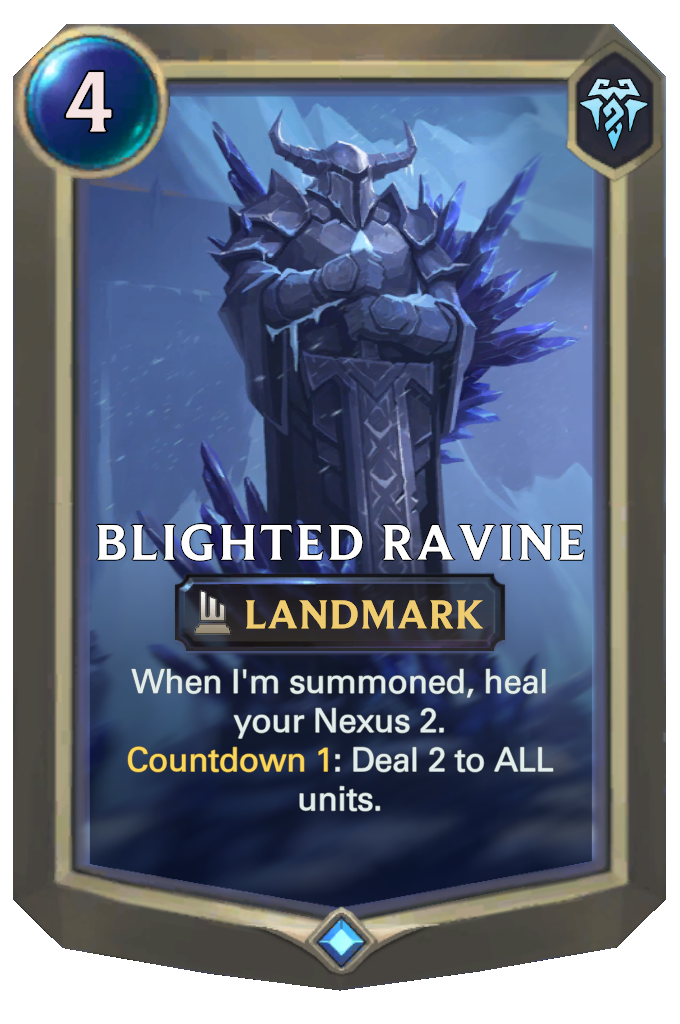 4
BLIGHTED RAVINE
LANDMARK
When I'm summoned, heal
your Nexus 2.
Countdown 1: Deal 2 to ALL
units.